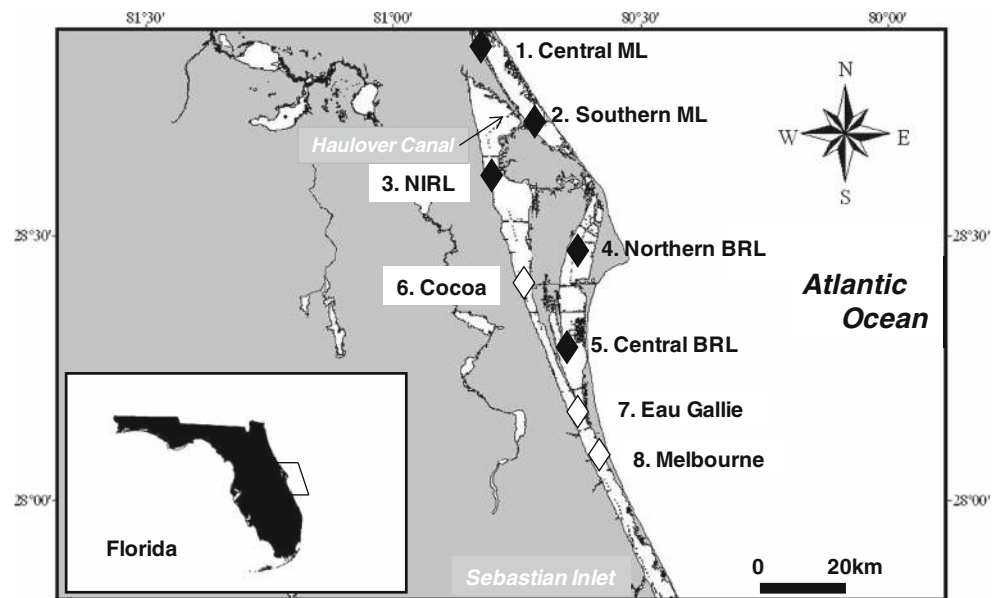 81°30'
81°00'
80°30'
80°00'
1. Central ML
2. Southern ML
Haulover Canal
3. NIRL
N
W
E
S
28°30'
28°30'
4. Northern BRL
6. Cocoa
Atlantic
Ocean
5. Central BRL
7. Eau Gallie
8. Melbourne
28°00'
28°00'
Florida
Sebastian Inlet
0 20km